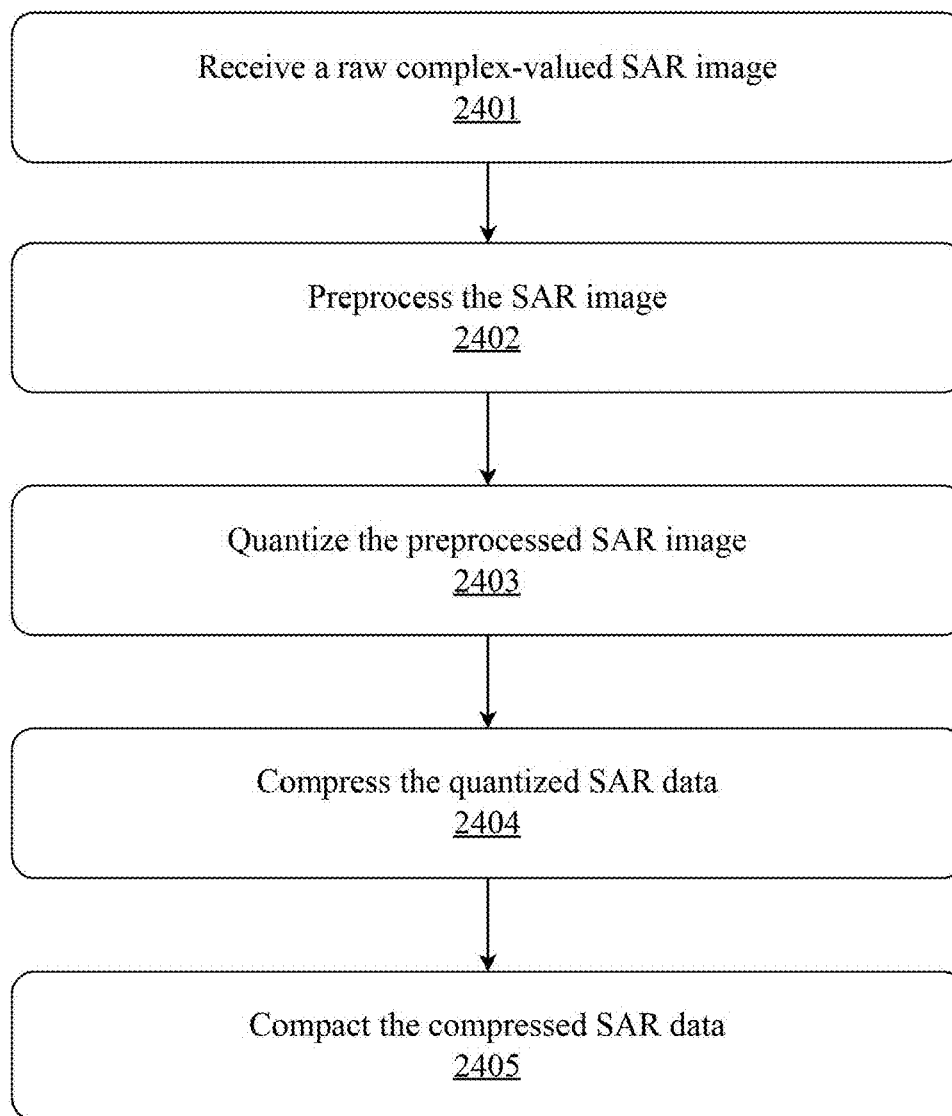 Receive a raw complex-valued SAR image
2401
Preprocess the SAR image
2402
Quantize the preprocessed SAR image
2403
Compress the quantized SAR data
2404
Compact the compressed SAR data
2405